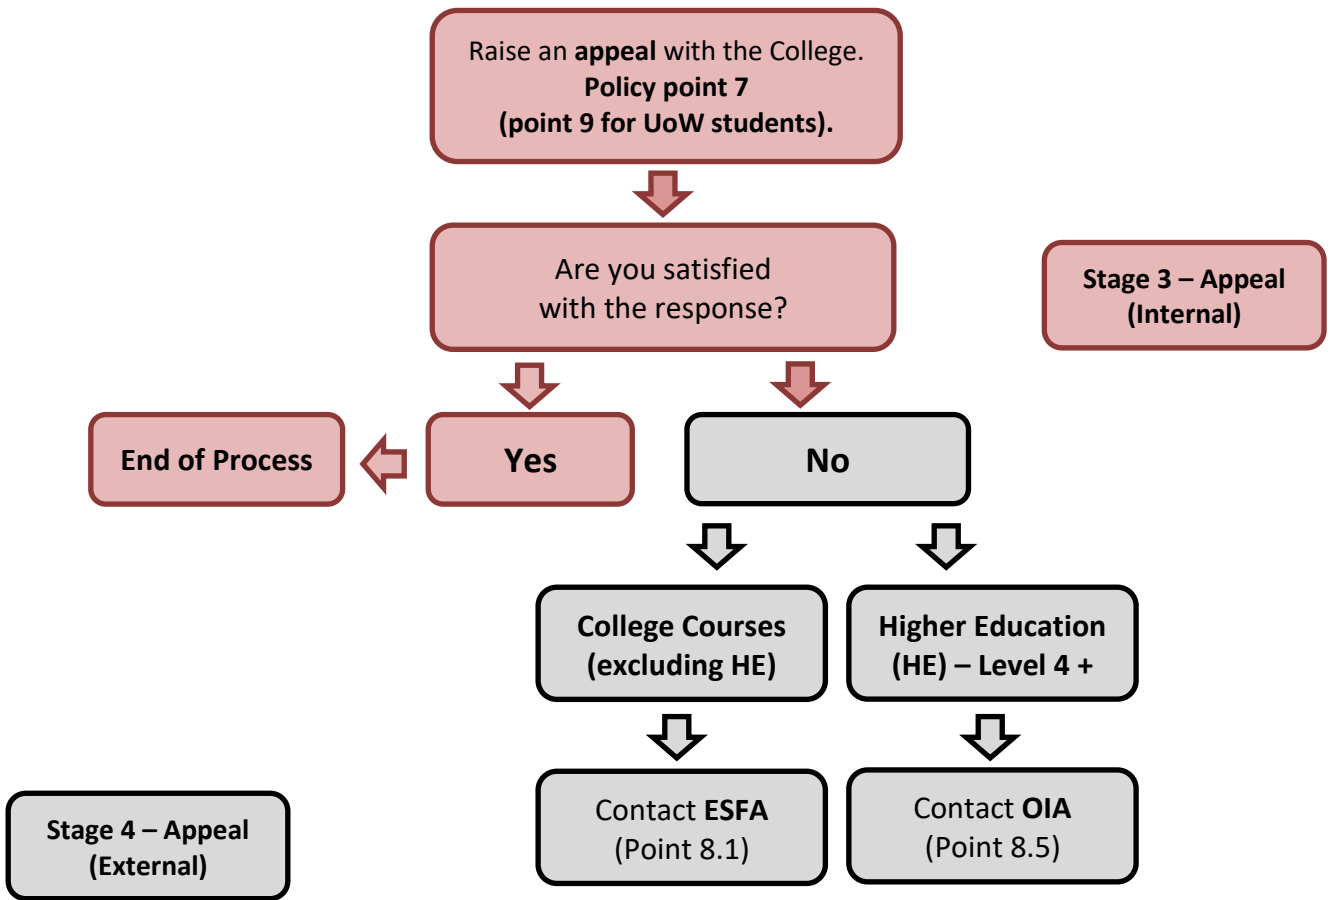 Raise an appeal with the College.
Policy point 7
(point 9 for UoW students).
Are you satisfied
with the response?
Stage 3 – Appeal
(Internal)
End of Process
Yes
No
College Courses
(excluding HE)
Higher Education
(HE) – Level 4 +
Contact ESFA
(Point 8.1)
Contact OIA
(Point 8.5)
Stage 4 – Appeal
(External)